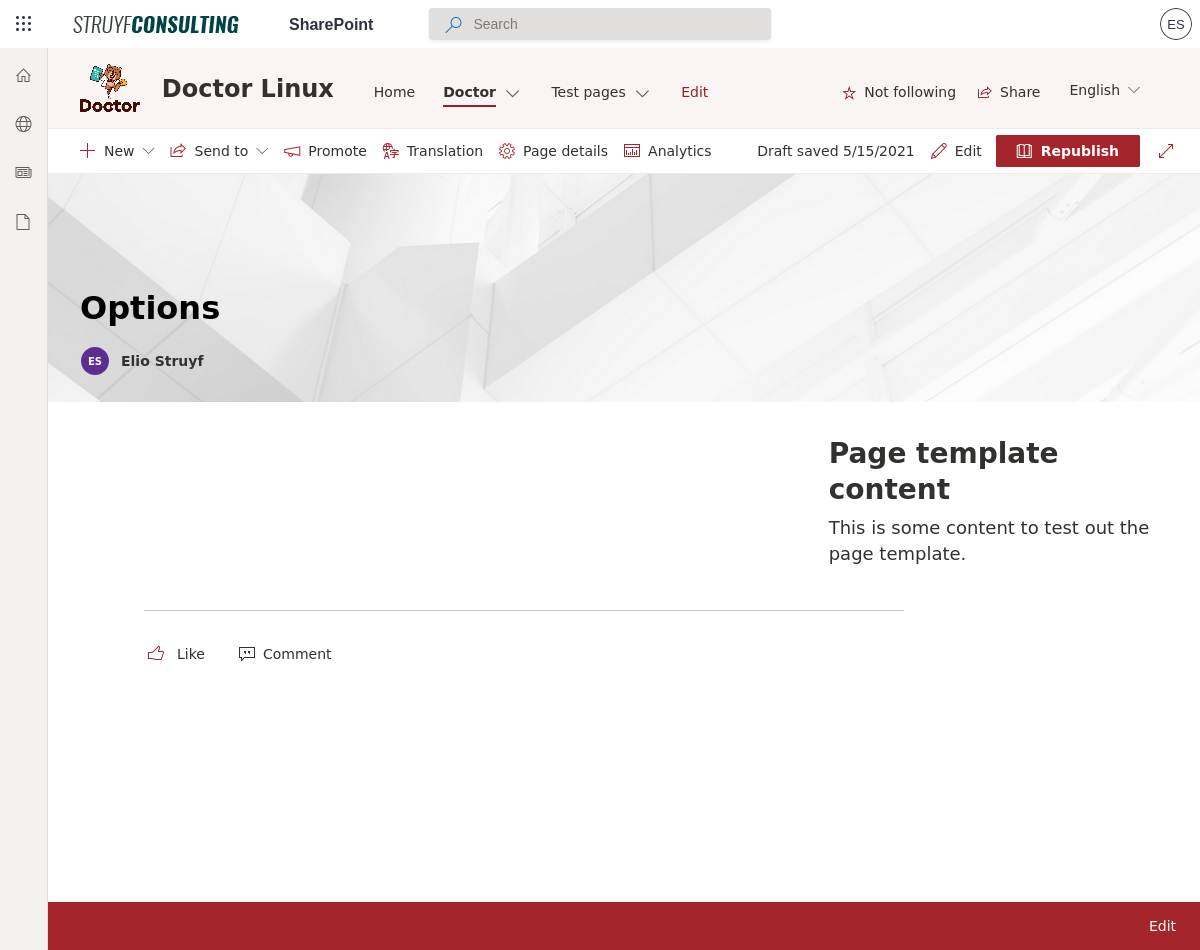 STRUYFCONSULTING SharePoint Search ES
Doctor Doctor Linux Home Doctor Test pages Edit Not following Share English
New Send to Promote Translation Page details Analytics Draft saved 5/15/2021 Edit Republish
Options
ES Elio Struyf
Page template
content
This is some content to test out the
page template.
Like Comment
Edit